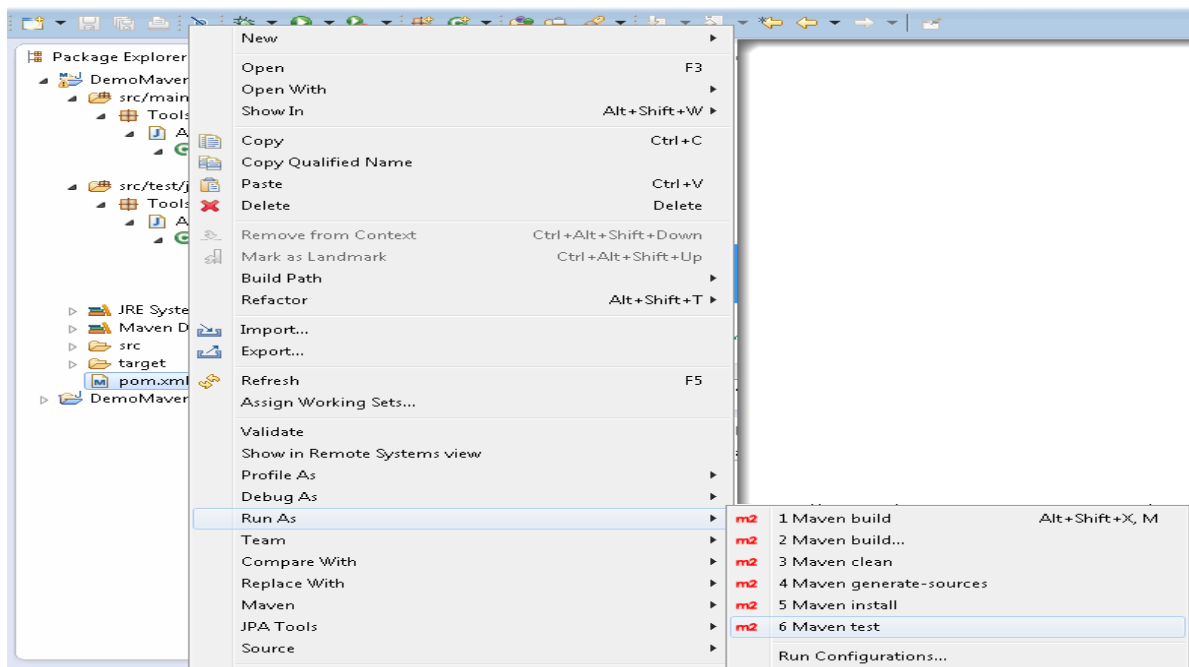 Package Explorer
DemoMaven
src/main
Tools
A
src/test/j
Tools
A
JRE Syste
Maven D
src
target
pom.xml
DemoMaven
New
Open F3
Open With
Show In Alt+Shift+W
Copy Ctrl+C
Copy Qualified Name
Paste Ctrl+V
Delete Delete
Remove from Context Ctrl+Alt+Shift+Down
Mark as Landmark Ctrl+Alt+Shift+Up
Build Path
Refactor Alt+Shift+T
Import...
Export...
Refresh F5
Assign Working Sets...
Validate
Show in Remote Systems view
Profile As
Debug As
Run As
Team
Compare With
Replace With
Maven
JPA Tools
Source
m2 1 Maven build Alt+Shift+X, M
m2 2 Maven build...
m2 3 Maven clean
m2 4 Maven generate-sources
m2 5 Maven install
m2 6 Maven test
Run Configurations...